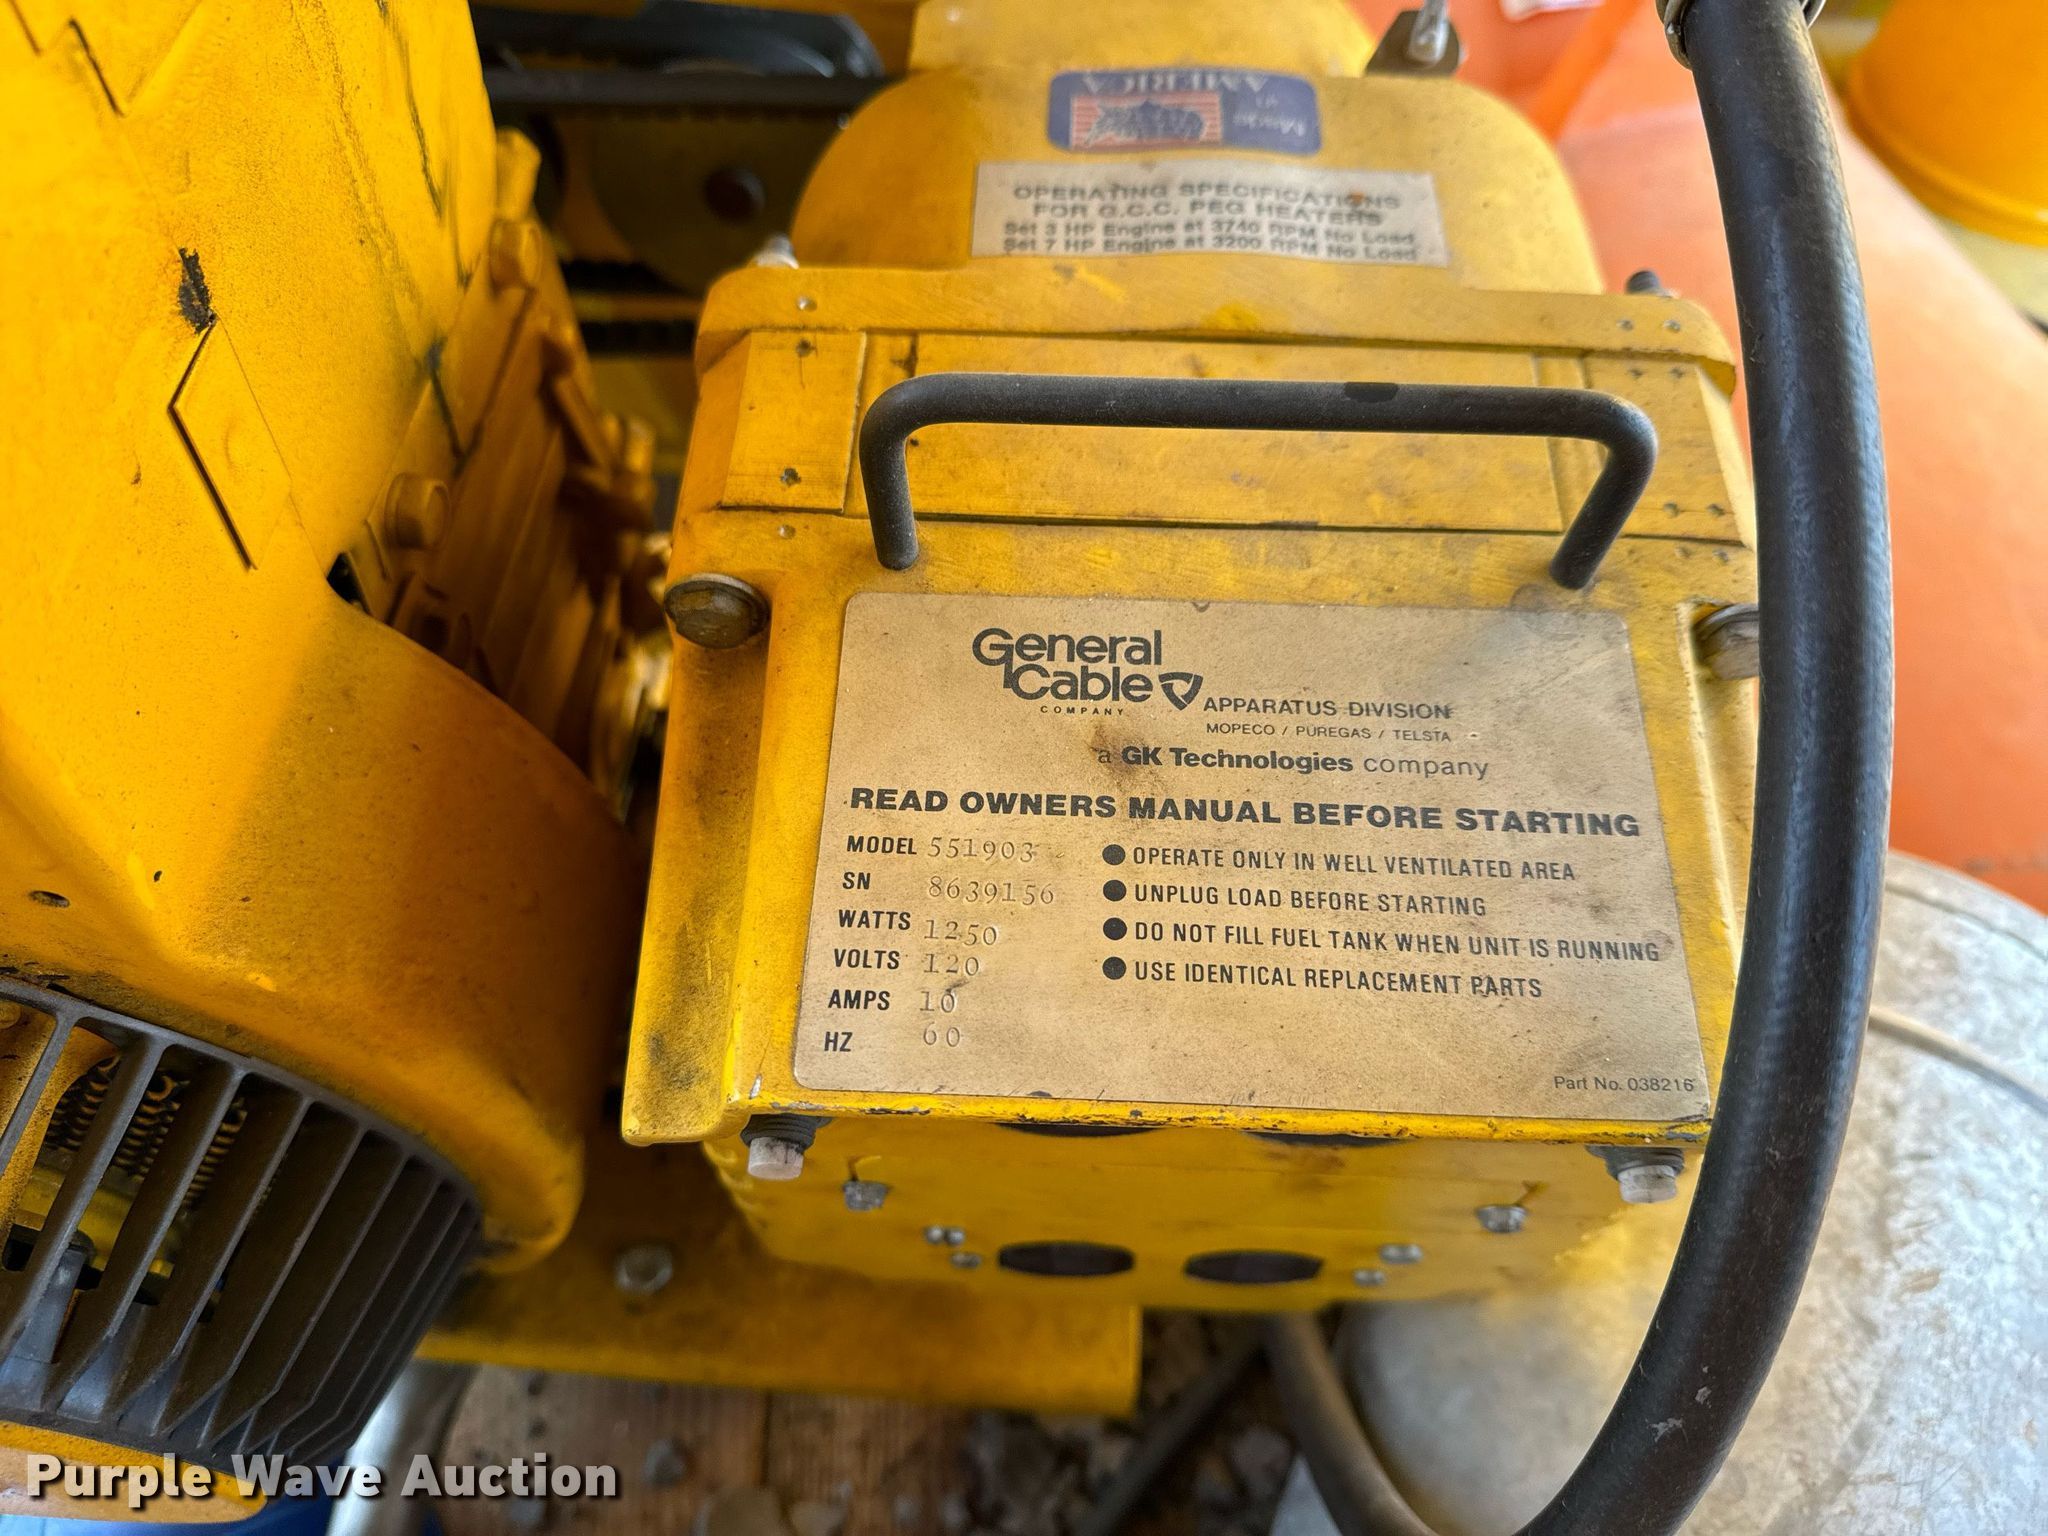 Made in
AMERICA
OPERATING SPECIFICATIONS
FOR G.C.C. PEG HEATERS
Set 3 HP Engine at 3740 RPM No Load
Set 7 HP Engine at 3200 RPM No Load
General
Cable
COMPANY
APPARATUS DIVISION
MOPECO / PUREGAS / TELSTA
a GK Technologies company
READ OWNERS MANUAL BEFORE STARTING
MODEL 551903
SN 8639156
WATTS 1250
VOLTS 120
AMPS 10
HZ 60
● OPERATE ONLY IN WELL VENTILATED AREA
● UNPLUG LOAD BEFORE STARTING
● DO NOT FILL FUEL TANK WHEN UNIT IS RUNNING
● USE IDENTICAL REPLACEMENT PARTS
Part No. 038216
Purple Wave Auction